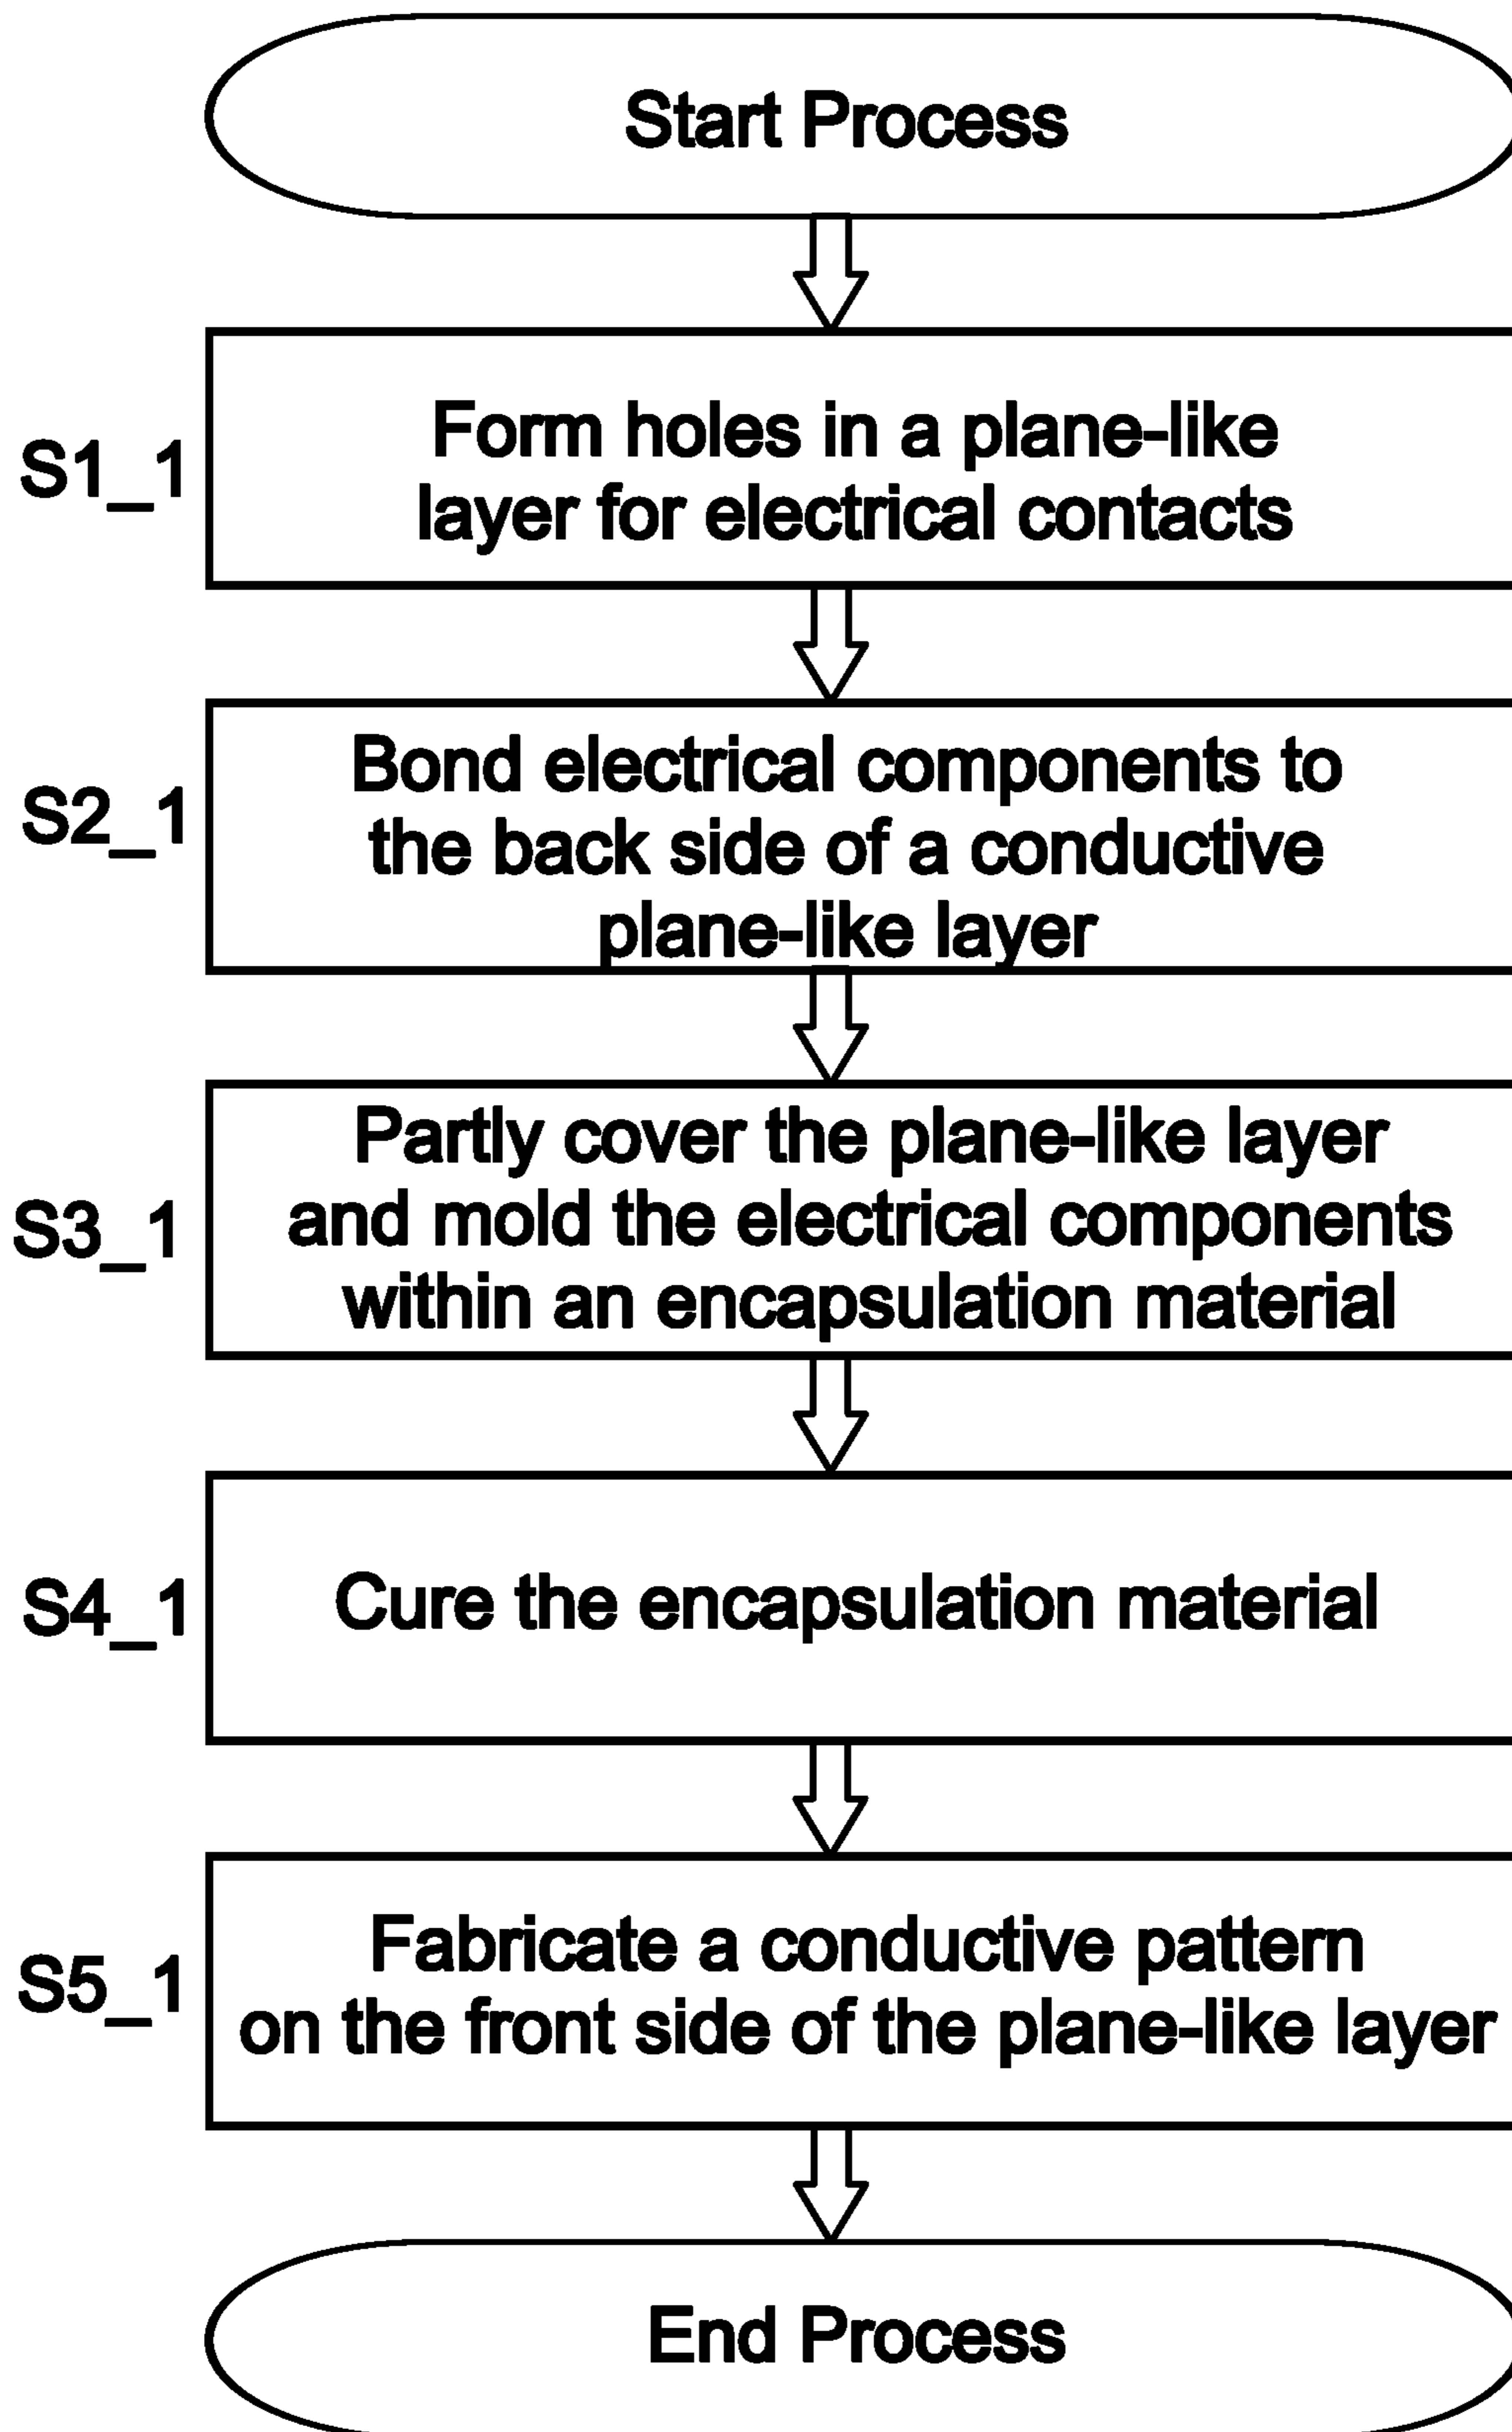 Start Process
S1_1
Form holes in a plane-like
layer for electrical contacts
S2_1
Bond electrical components to
the back side of a conductive
plane-like layer
S3_1
Partly cover the plane-like layer
and mold the electrical components
within an encapsulation material
S4_1
Cure the encapsulation material
S5_1
Fabricate a conductive pattern
on the front side of the plane-like layer
End Process